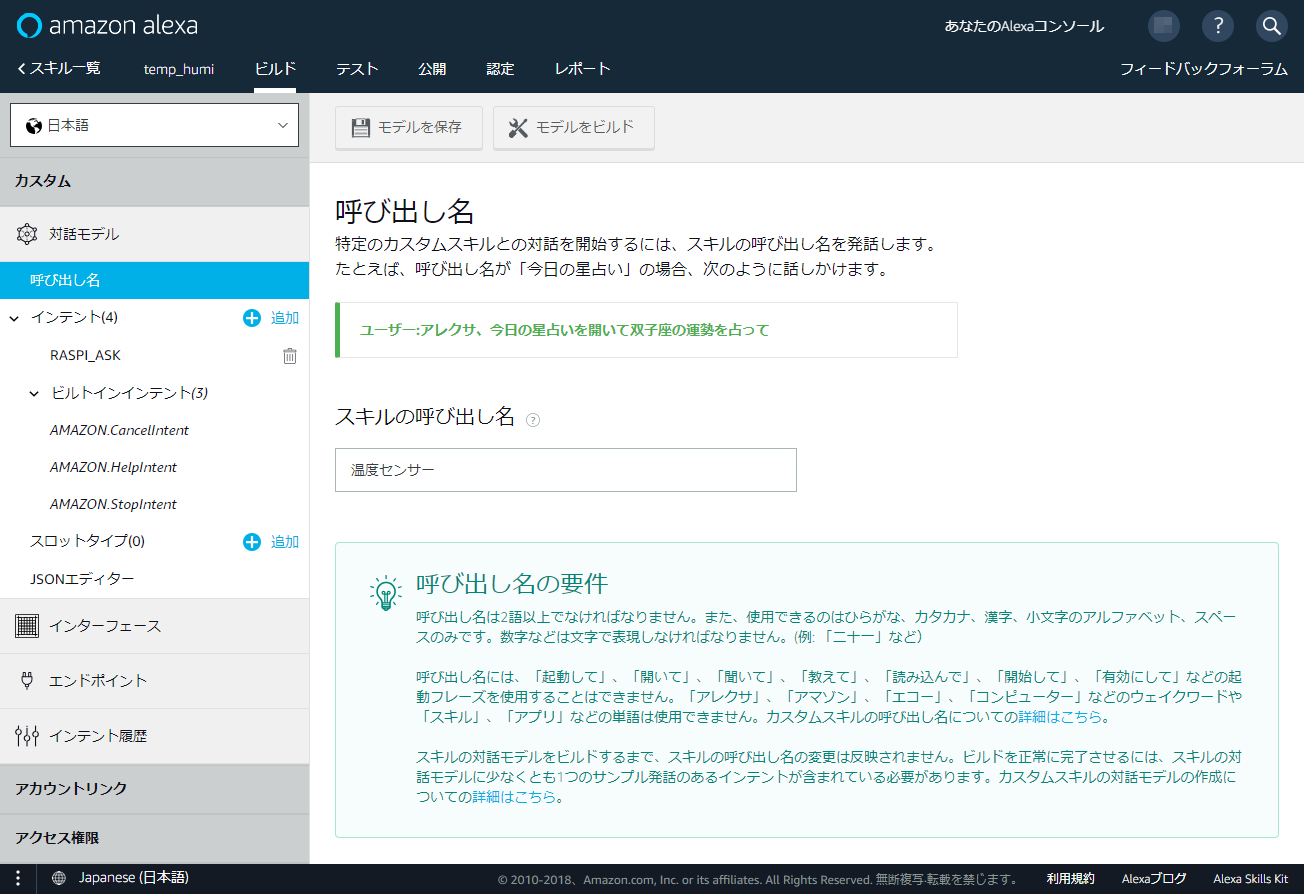 amazon alexa
あなたのAlexaコンソール
?
スキル一覧
temp_humi
ビルド
テスト
公開
認定
レポート
フィードバックフォーラム
日本語
モデルを保存
モデルをビルド
カスタム
対話モデル
呼び出し名
インテント(4)
追加
RASPI_ASK
ビルトインインテント(3)
AMAZON.CancelIntent
AMAZON.HelpIntent
AMAZON.StopIntent
スロットタイプ(0)
追加
JSONエディター
インターフェース
エンドポイント
インテント履歴
アカウントリンク
アクセス権限
呼び出し名
特定のカスタムスキルとの対話を開始するには、スキルの呼び出し名を発話します。
たとえば、呼び出し名が「今日の星占い」の場合、次のように話しかけます。
ユーザー:アレクサ、今日の星占いを開いて双子座の運勢を占って
スキルの呼び出し名 ?
温度センサー
呼び出し名の要件
呼び出し名は2語以上でなければなりません。また、使用できるのはひらがな、カタカナ、漢字、小文字のアルファベット、スペー
スのみです。数字などは文字で表現しなければなりません。(例: 「二十一」など）
呼び出し名には、「起動して」、「開いて」、「聞いて」、「教えて」、「読み込んで」、「開始して」、「有効にして」などの起
動フレーズを使用することはできません。「アレクサ」、「アマゾン」、「エコー」、「コンピューター」などのウェイクワードや
「スキル」、「アプリ」などの単語は使用できません。カスタムスキルの呼び出し名についての詳細はこちら。
スキルの対話モデルをビルドするまで、スキルの呼び出し名の変更は反映されません。ビルドを正常に完了させるには、スキルの対
話モデルに少なくとも1つのサンプル発話のあるインテントが含まれている必要があります。カスタムスキルの対話モデルの作成に
ついての詳細はこちら。
Japanese (日本語)
© 2010-2018、Amazon.com, Inc. or its affiliates. All Rights Reserved. 無断複写·転載を禁じます。
利用規約
Alexaブログ
Alexa Skills Kit